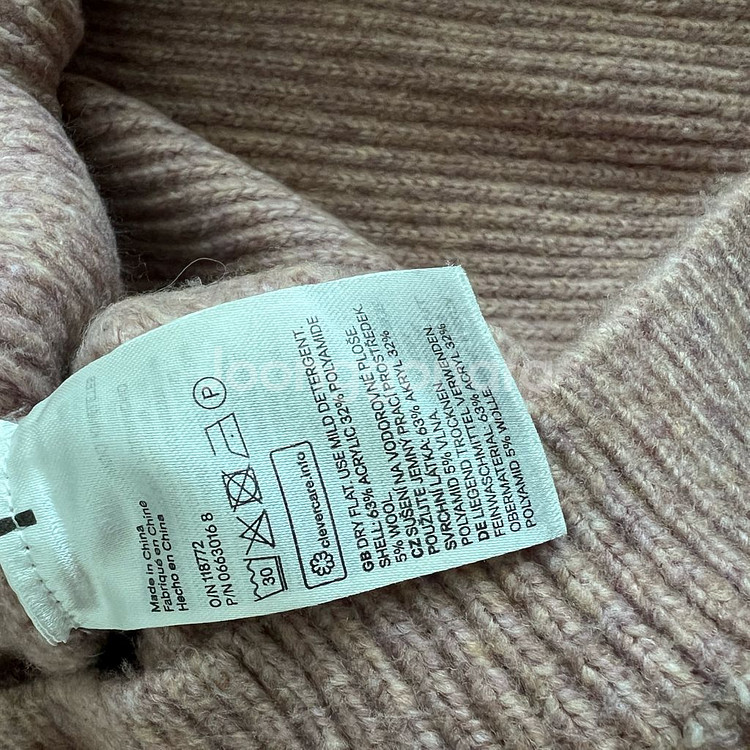 Made in China
Fabriqué en Chine
Hecho en China
O/N 118772
P/N 0663016 8
30
P
clevercare.info
GB DRY FLAT USE MILD DETERGENT.
SHELL: 63% ACRYLIC 32% POLYAMIDE
5% WOOL
CZ SUŠENÍ NA VODOROVNÉ PLOŠE.
POUŽIJTE JEMNÝ PRACÍ PROSTŘEDEK
SVRCHNÍ LÁTKA: 63% AKRYL 32%
POLYAMID 5% VLNA
DE LIEGEND TROCKNEN.VERWENDEN
FEINWASCHMITTEL
OBERMATERIAL: 63% ACRYL 32%
POLYAMID 5% WOLLE